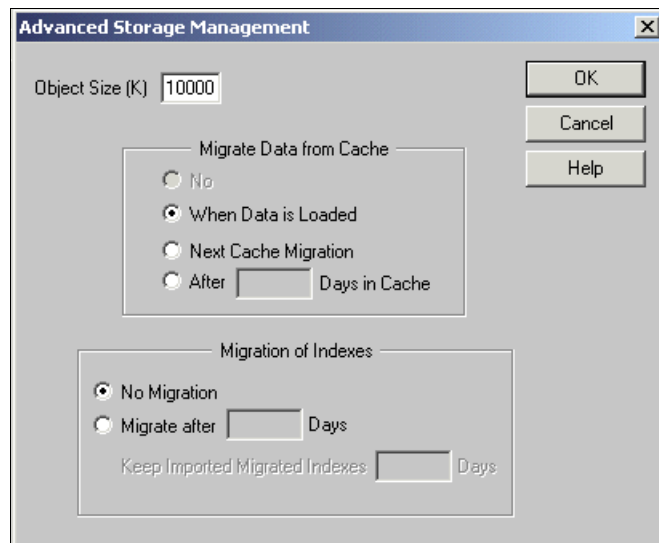 Advanced Storage Management
Object Size (K) 10000
OK
Cancel
Help
Migrate Data from Cache
No
When Data is Loaded
Next Cache Migration
After Days in Cache
Migration of Indexes
No Migration
Migrate after Days
Keep Imported Migrated Indexes Days